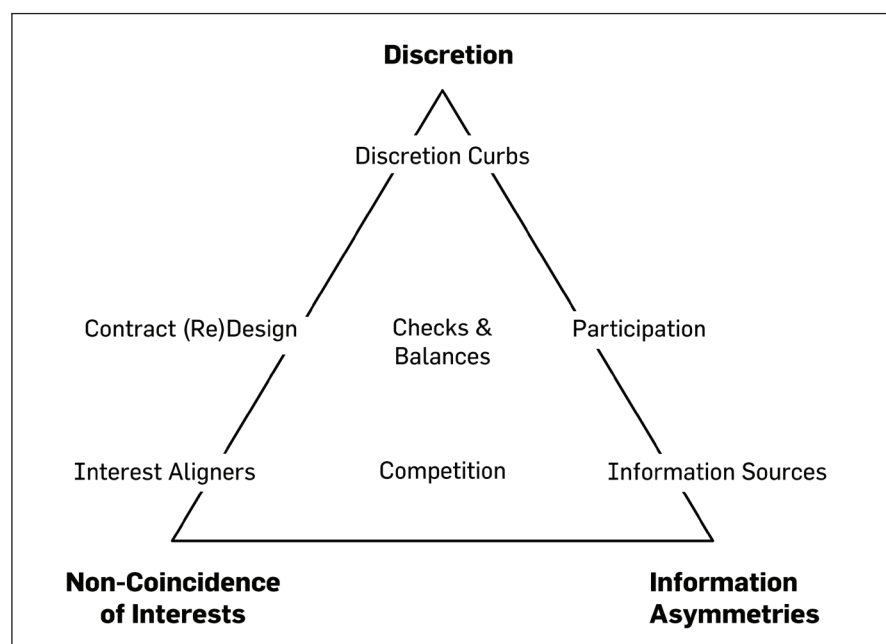 Discretion
Discretion Curbs
Contract (Re)Design
Checks &
Balances
Participation
Interest Aligners
Competition
Information Sources
Non-Coincidence
of Interests
Information
Asymmetries